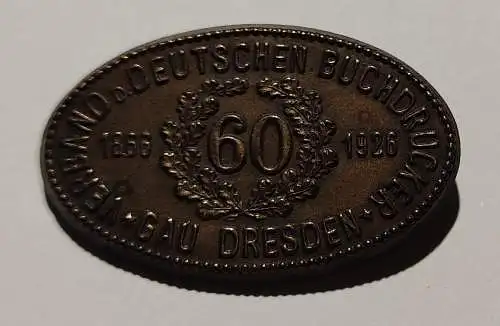 VERBAND D. DEUTSCHEN BUCHDRUCKER
1866 60 1926
* GAU DRESDEN *